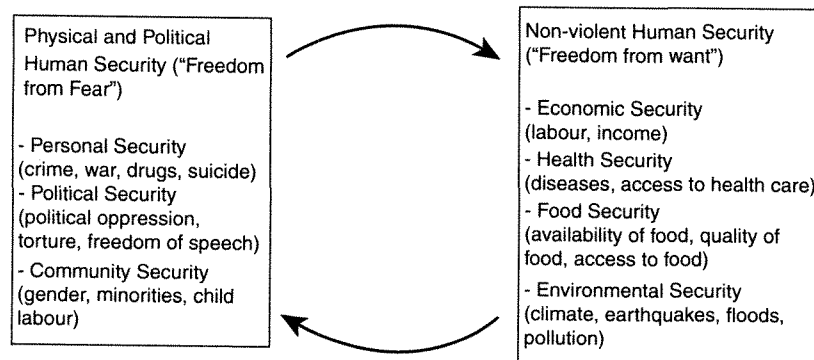 Physical and Political
Human Security (“Freedom
from Fear”)
- Personal Security
(crime, war, drugs, suicide)
- Political Security
(political oppression,
torture, freedom of speech)
- Community Security
(gender, minorities, child
labour)
Non-violent Human Security
(“Freedom from want”)
- Economic Security
(labour, income)
- Health Security
(diseases, access to health care)
- Food Security
(availability of food, quality of
food, access to food)
- Environmental Security
(climate, earthquakes, floods,
pollution)